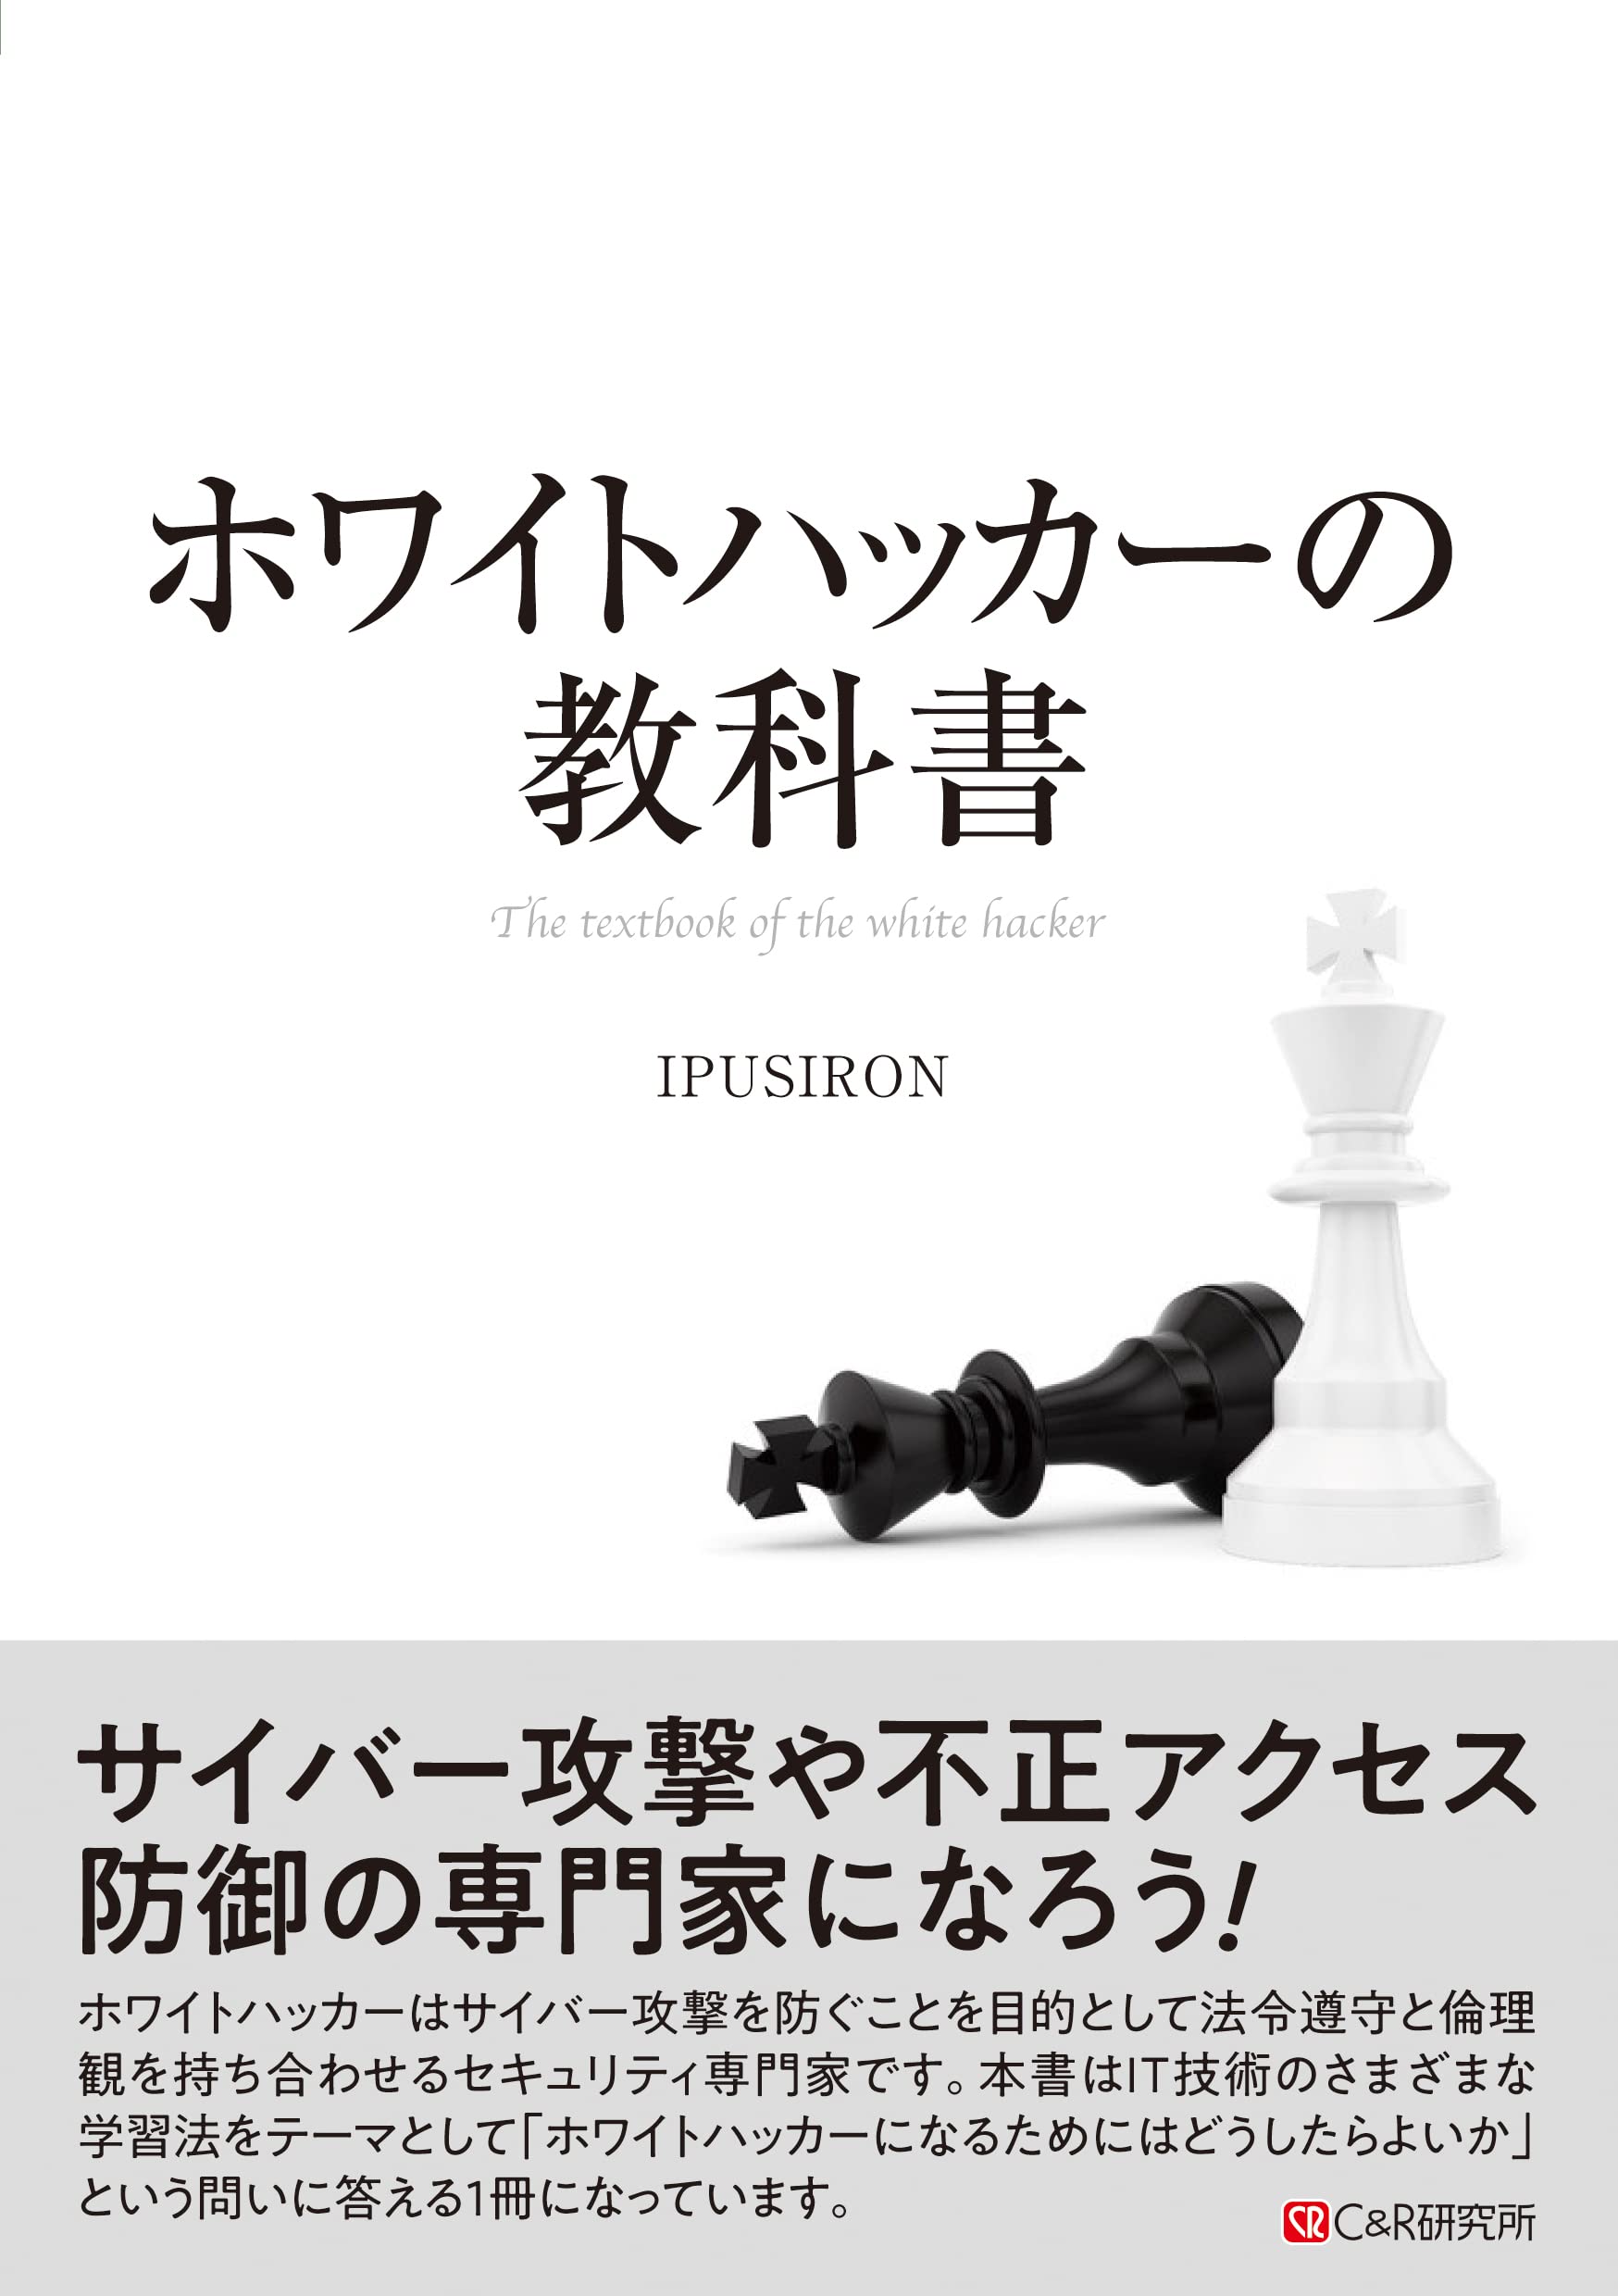 ホワイトハッカーの
教科書
The textbook of the white hacker
IPUSIRON
サイバー攻撃や不正アクセス
防御の専門家になろう!
ホワイトハッカーはサイバー攻撃を防ぐことを目的として法令遵守と倫理
観を持ち合わせるセキュリティ専門家です。本書はIT技術のさまざまな
学習法をテーマとして「ホワイトハッカーになるためにはどうしたらよいか」
という問いに答える1冊になっています。
CR C&R研究所